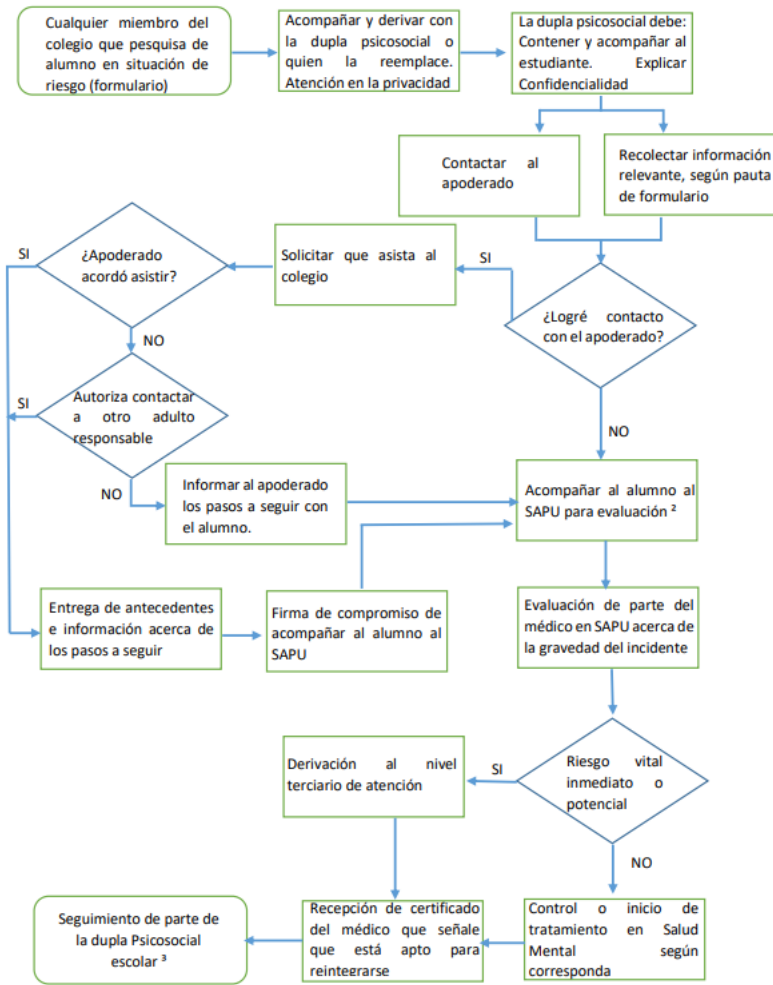 Cualquier miembro del
colegio que pesquisa de
alumno en situación de
riesgo (formulario)
Acompañar y derivar con
la dupla psicosocial o
quien la reemplace.
Atención en la privacidad
La dupla psicosocial debe:
Contener y acompañar al
estudiante. Explicar
Confidencialidad
Contactar al
apoderado
Recolectar información
relevante, según pauta
de formulario
¿Logré contacto
con el apoderado?
SI
Solicitar que asista al
colegio
¿Apoderado
acordó asistir?
SI
NO
Autoriza contactar
a otro adulto
responsable
SI
NO
Informar al apoderado
los pasos a seguir con
el alumno.
NO
Acompañar al alumno al
SAPU para evaluación ²
Entrega de antecedentes
e información acerca de
los pasos a seguir
Firma de compromiso de
acompañar al alumno al
SAPU
Evaluación de parte del
médico en SAPU acerca de
la gravedad del incidente
Riesgo vital
inmediato o
potencial
SI
Derivación al nivel
terciario de atención
NO
Control o inicio de
tratamiento en Salud
Mental según
corresponda
Recepción de certificado
del médico que señale
que está apto para
reintegrarse
Seguimiento de parte de
la dupla Psicosocial
escolar ³